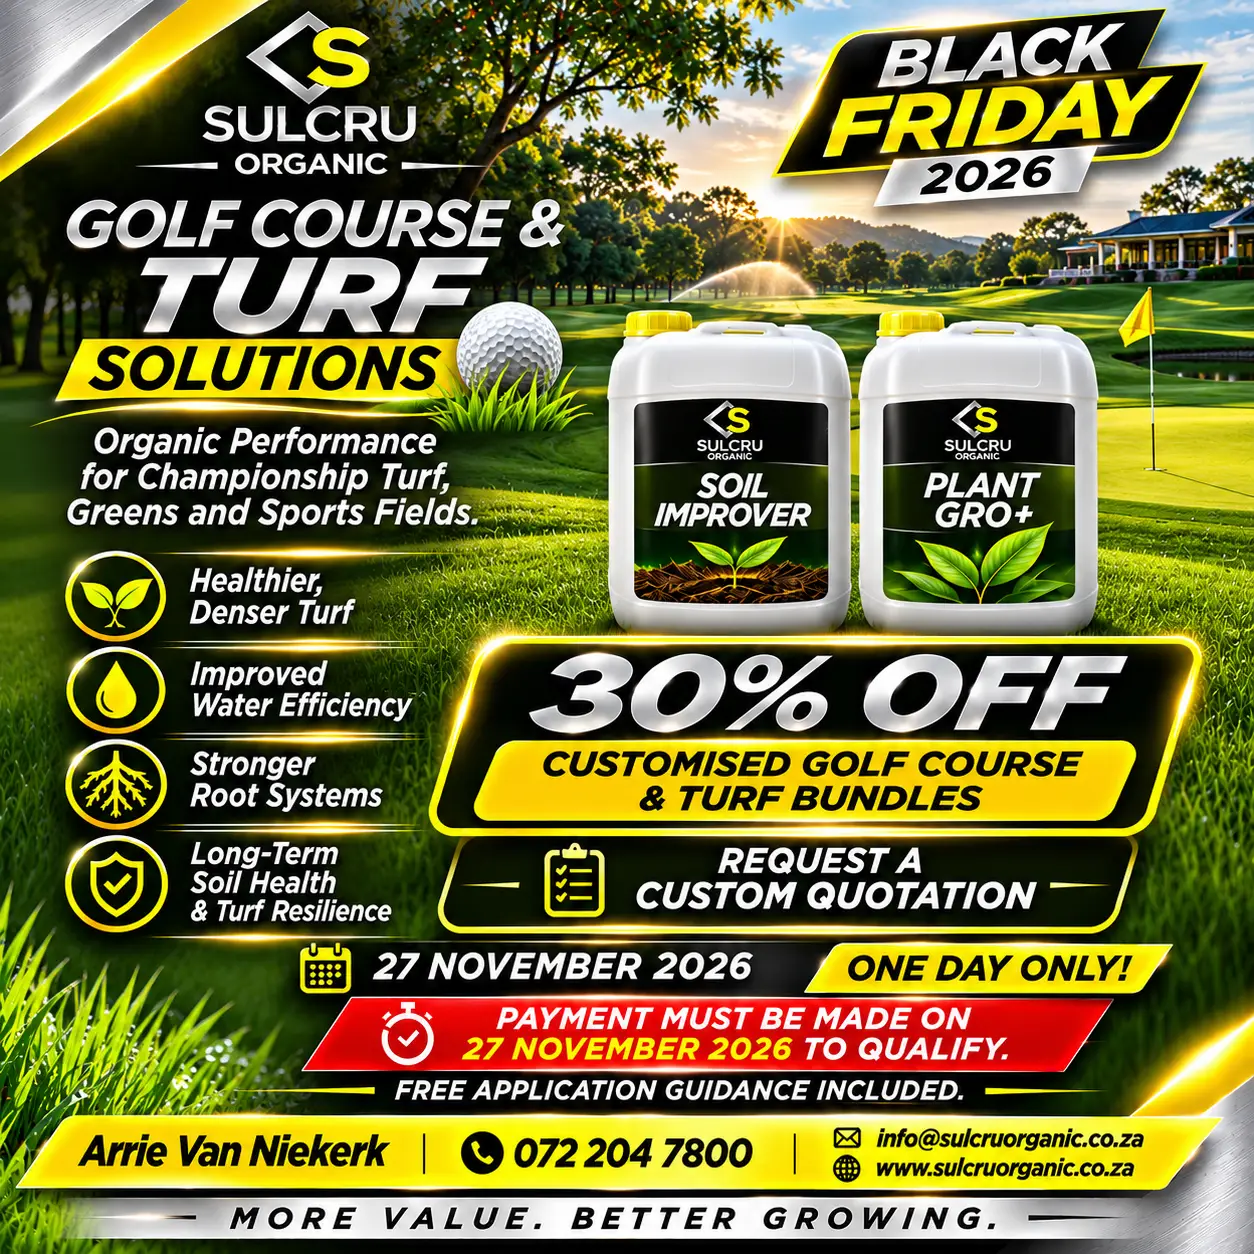 SULCRU
ORGANIC
BLACK
FRIDAY
2026
GOLF COURSE &
TURF
SOLUTIONS
Organic Performance
for Championship Turf,
Greens and Sports Fields.
Healthier,
Denser Turf
Improved
Water Efficiency
Stronger
Root Systems
Long-Term
Soil Health
& Turf Resilience
SULCRU
ORGANIC
SOIL
IMPROVER
SULCRU
ORGANIC
PLANT
GRO+
30% OFF
CUSTOMISED GOLF COURSE
& TURF BUNDLES
REQUEST A
CUSTOM QUOTATION
27 NOVEMBER 2026
ONE DAY ONLY!
PAYMENT MUST BE MADE ON
27 NOVEMBER 2026 TO QUALIFY.
FREE APPLICATION GUIDANCE INCLUDED.
Arrie Van Niekerk
072 204 7800
info@sulcruorganic.co.za
www.sulcruorganic.co.za
MORE VALUE. BETTER GROWING.